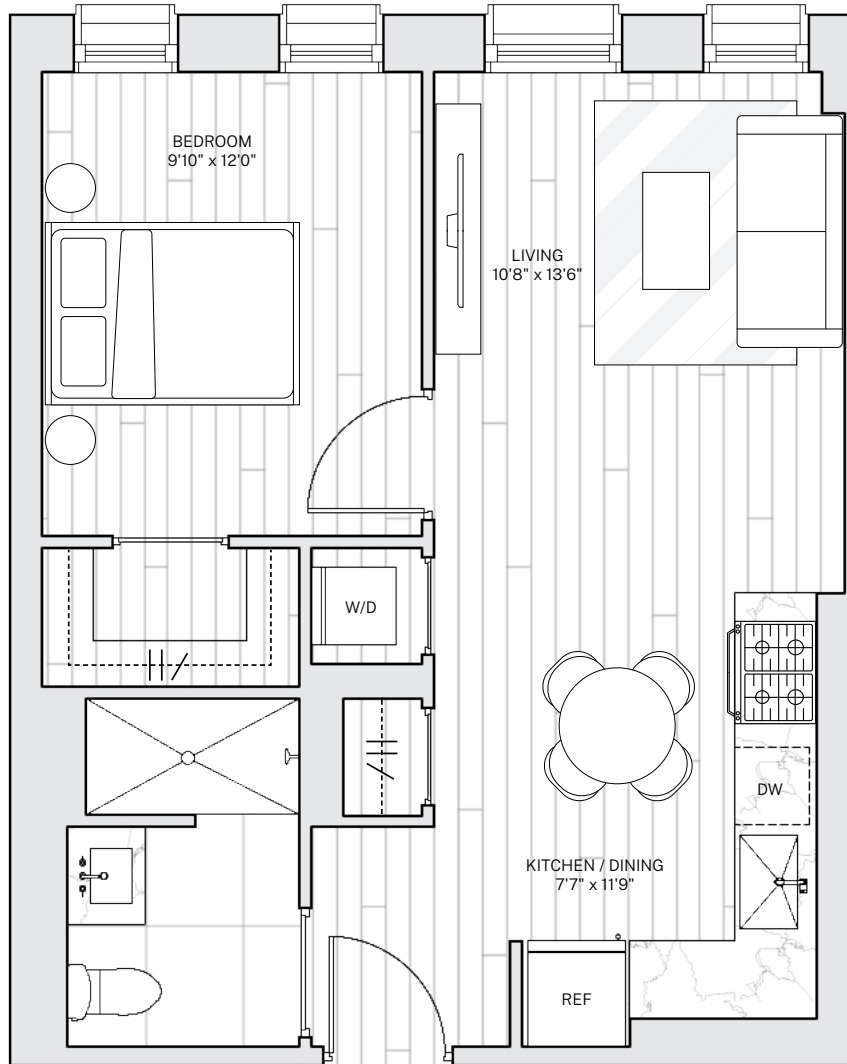 BEDROOM
9'10" x 12'0"
LIVING
10'8" x 13'6"
W/D
DW
KITCHEN / DINING
7'7" x 11'9"
REF